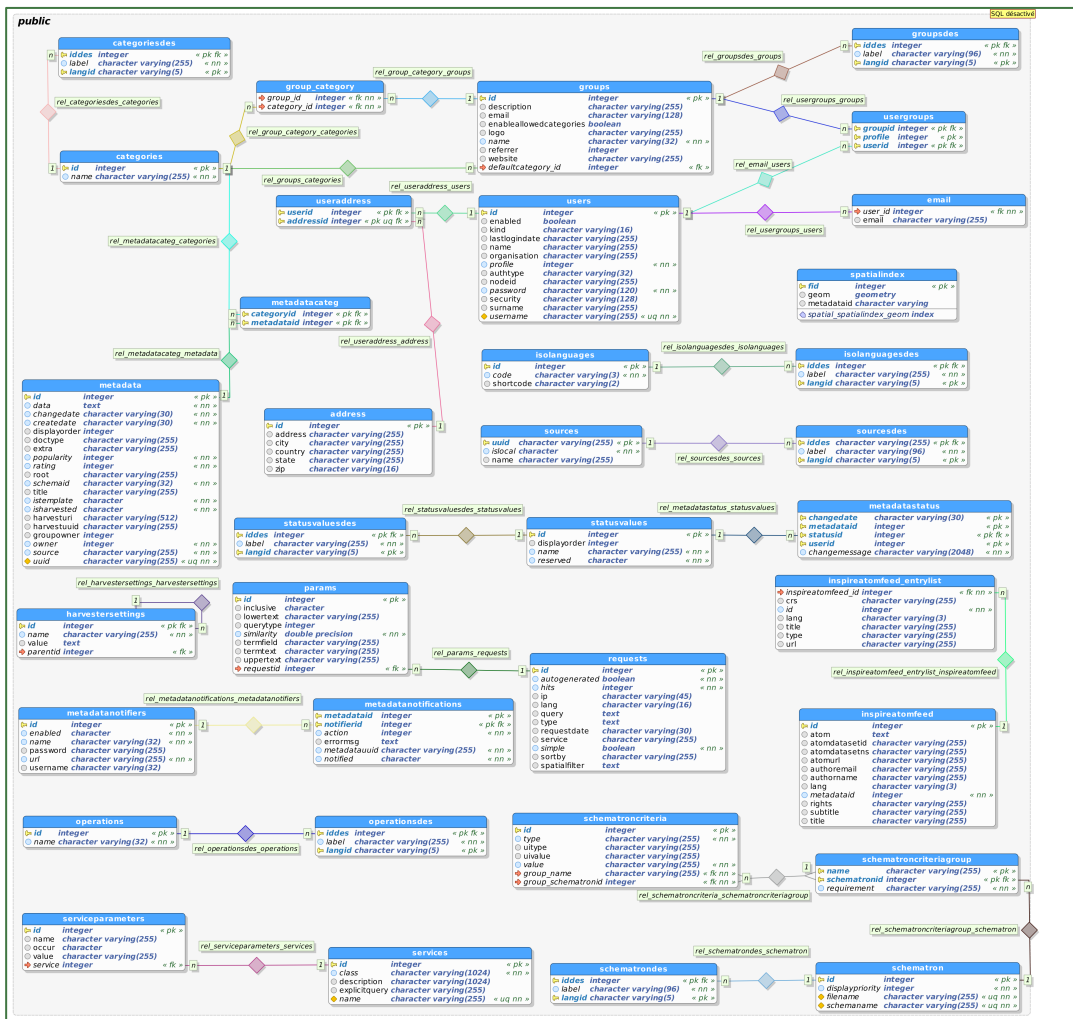 SQL désactivé
public
categoriesdes
iddes integer « pk fk »
label character varying(255) « nn »
langid character varying(5) « pk »
n
rel_categoriesdes_categories
categories
id integer « pk »
name character varying(255) « nn »
1
1
group_category
group_id integer « fk nn »
category_id integer « fk nn »
n
n
rel_group_category_groups
rel_group_category_categories
rel_groups_categories
groups
id integer « pk »
description character varying(255)
email character varying(128)
enableallowedcategories boolean
logo character varying(255)
name character varying(32) « nn »
referrer integer
website character varying(255)
defaultcategory_id integer « fk »
1
n
1
groupsdes
iddes integer « pk fk »
label character varying(96) « nn »
langid character varying(5) « pk »
n
rel_groupsdes_groups
rel_usergroups_groups
usergroups
groupid integer « pk fk »
profile integer « pk »
userid integer « pk fk »
n
n
rel_email_users
useraddress
userid integer « pk fk »
addressid integer « pk uq fk »
n
n
rel_useraddress_users
users
id integer « pk »
enabled boolean
kind character(16)
lastlogindate character varying(255)
name character varying(255)
organisation character varying(255)
profile integer « nn »
authtype character varying(32)
nodeid character varying(255)
password character varying(120) « nn »
security character varying(128)
surname character varying(255)
username character varying(255) « uq nn »
1
1
email
user_id integer « fk nn »
email character varying(255)
n
rel_usergroups_users
rel_metadatacateg_categories
spatialindex
fid integer « pk »
geom geometry
metadataid character varying
spatial_spatialindex_geom index
metadatacateg
categoryid integer « pk fk »
metadataid integer « pk fk »
n
n
rel_metadatacateg_metadata
rel_useraddress_address
isolanguages
id integer « pk »
code character varying(3) « nn »
shortcode character varying(2)
1
rel_isolanguagesdes_isolanguages
n
isolanguagesdes
iddes integer « pk fk »
label character varying(255) « nn »
langid character varying(5) « pk »
metadata
id integer « pk »
data text « nn »
changedate character varying(30) « nn »
createdate character varying(30) « nn »
displayorder integer
doctype character varying(255)
extra character varying(255)
popularity integer « nn »
rating integer « nn »
root character varying(255)
schemaid character varying(32) « nn »
title character varying(255)
istemplate character « nn »
isharvested character « nn »
harvesturi character varying(512)
harvestuuid character varying(255)
groupowner integer
owner integer « nn »
source character varying(255) « nn »
uuid character varying(255) « uq nn »
1
address
id integer « pk »
address character varying(255)
city character varying(255)
country character varying(255)
state character varying(255)
zip character varying(16)
1
sources
uuid character varying(255) « pk »
islocal character « nn »
name character varying(255)
1
rel_sourcesdes_sources
n
sourcesdes
iddes character varying(255) « pk fk »
label character varying(96) « nn »
langid character varying(5) « pk »
statusvaluesdes
iddes integer « pk fk »
label character varying(255) « nn »
langid character varying(5) « pk »
n
rel_statusvaluesdes_statusvalues
1
statusvalues
id integer « pk »
displayorder integer
name character varying(255) « nn »
reserved character « nn »
1
rel_metadatastatus_statusvalues
n
metadatastatus
changedate character varying(30) « pk »
metadataid integer « pk »
statusid integer « pk fk »
userid integer « pk »
changemessage character varying(2048) « nn »
rel_harvestersettings_harvestersettings
1
n
harvestersettings
id integer « pk fk »
name character varying(255) « nn »
value text
parentid integer « fk »
params
id integer « pk »
inclusive character
lowertext character varying(255)
querytype integer
similarity double precision « nn »
termfield character varying(255)
termtext character varying(255)
uppertext character varying(255)
requestid integer « fk »
n
rel_params_requests
1
requests
id integer « pk »
autogenerated boolean « nn »
hits integer « nn »
ip character varying(45)
lang character varying(16)
query text
type text
requestdate character varying(30)
service character varying(255)
simple boolean « nn »
sortby character varying(255)
spatialfilter text
inspireatomfeed_entrylist
inspireatomfeed_id integer « fk nn »
crs character varying(255)
id integer « nn »
lang character varying(3)
title character varying(255)
type character varying(255)
url character varying(255)
n
rel_inspireatomfeed_entrylist_inspireatomfeed
metadatanotifiers
id integer « pk »
enabled character « nn »
name character varying(32) « nn »
password character varying(255)
url character varying(255) « nn »
username character varying(32)
1
rel_metadatanotifications_metadatanotifiers
n
metadatanotifications
metadataid integer « pk »
notifierid integer « pk fk »
action integer « nn »
errormsg text
metadatauuid character varying(255) « nn »
notified character « nn »
inspireatomfeed
id integer « pk »
atom text
atomdatasetid character varying(255)
atomdatasetns character varying(255)
atomurl character varying(255)
authoremail character varying(255)
authorname character varying(255)
lang character varying(3)
metadataid integer « nn »
rights character varying(255)
subtitle character varying(255)
title character varying(255)
1
operations
id integer « pk »
name character varying(32) « nn »
1
rel_operationsdes_operations
n
operationsdes
iddes integer « pk fk »
label character varying(255) « nn »
langid character varying(5) « pk »
schematroncriteria
id integer « pk »
type character varying(255) « nn »
uitype character varying(255)
uivalue character varying(255)
value character varying(255) « nn »
group_name character varying(255) « fk nn »
group_schematronid integer « fk nn »
n
rel_schematroncriteria_schematroncriteriagroup
1
schematroncriteriagroup
name character varying(255) « pk »
schematronid integer « pk fk »
requirement character varying(255) « nn »
n
rel_schematroncriteriagroup_schematron
serviceparameters
id integer « pk »
name character varying(255)
occur character
value character varying(255)
service integer « fk »
n
rel_serviceparameters_services
1
services
id integer « pk »
class character varying(1024) « nn »
description character varying(1024)
explicitquery character varying(255)
name character varying(255) « uq nn »
schematrondes
iddes integer « pk fk »
label character varying(96) « nn »
langid character varying(5) « pk »
n
rel_schematrondes_schematron
1
schematron
id integer « pk »
displaypriority integer « nn »
filename character varying(255) « uq nn »
schemaname character varying(255) « uq nn »
1